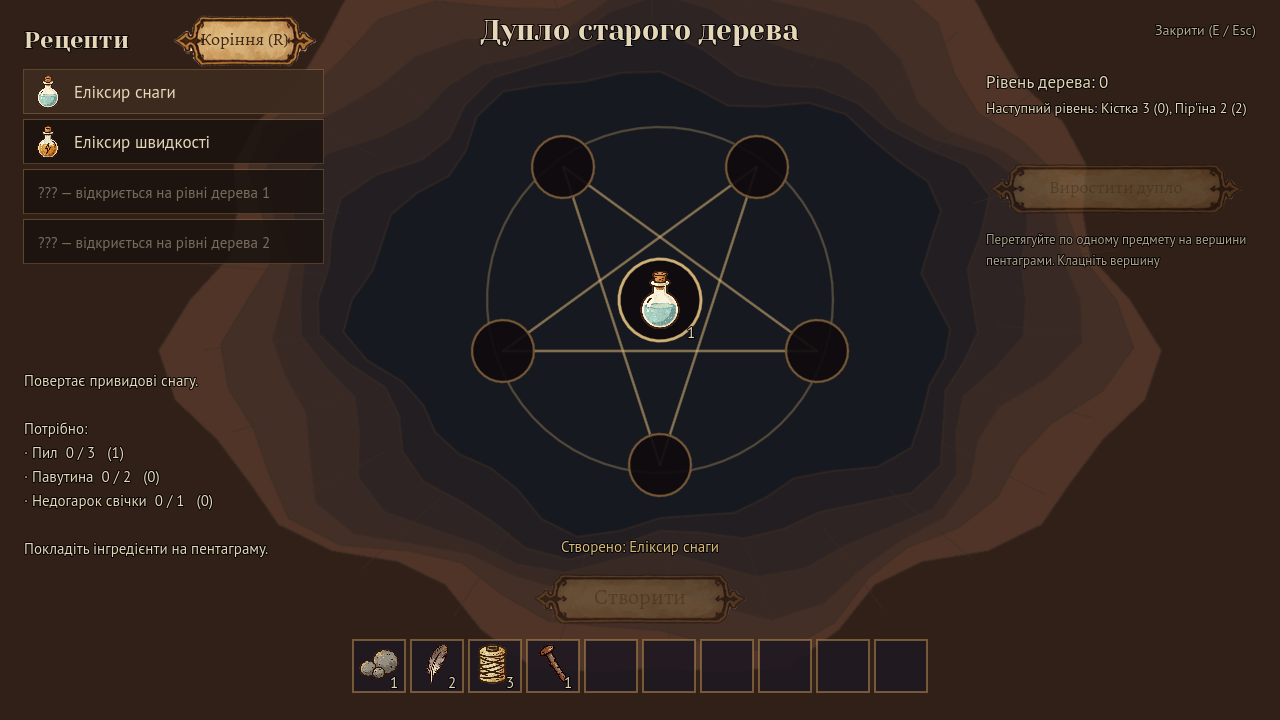 Рецепти
Коріння (R)
Дупло старого дерева
Закрити (E / Esc)
Еліксир снаги
Еліксир швидкості
??? — відкриється на рівні дерева 1
??? — відкриється на рівні дерева 2
Рівень дерева: 0
Наступний рівень: Кістка 3 (0), Пір'їна 2 (2)
Виростити дупло
Перетягуйте по одному предмету на вершини
пентаграми. Клацніть вершину
1
Повертає привидові снагу.
Потрібно:
· Пил 0 / 3 (1)
· Павутина 0 / 2 (0)
· Недогарок свічки 0 / 1 (0)
Покладіть інгредієнти на пентаграму.
Створено: Еліксир снаги
Створити
1 2 3 1